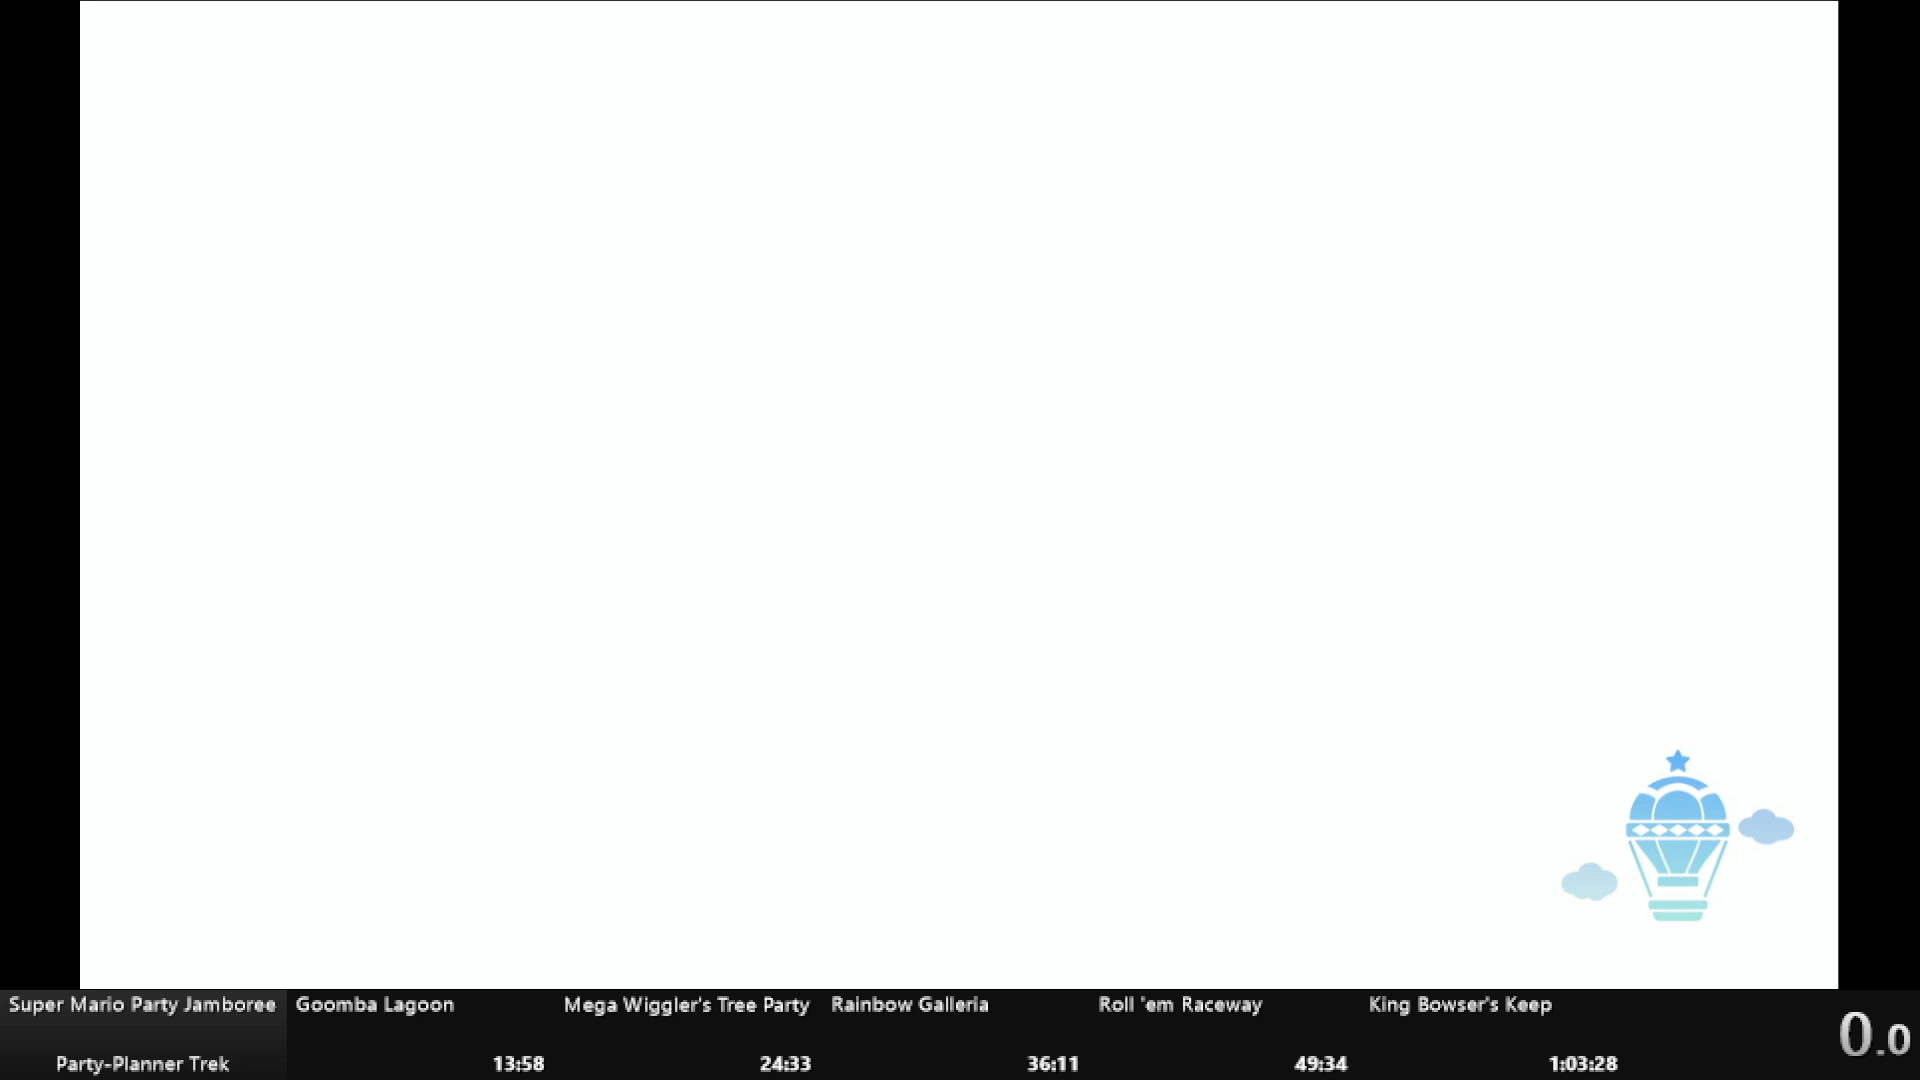 Super Mario Party Jamboree
Party-Planner Trek
Goomba Lagoon
13:58
Mega Wiggler's Tree Party
24:33
Rainbow Galleria
36:11
Roll 'em Raceway
49:34
King Bowser's Keep
1:03:28
0.0